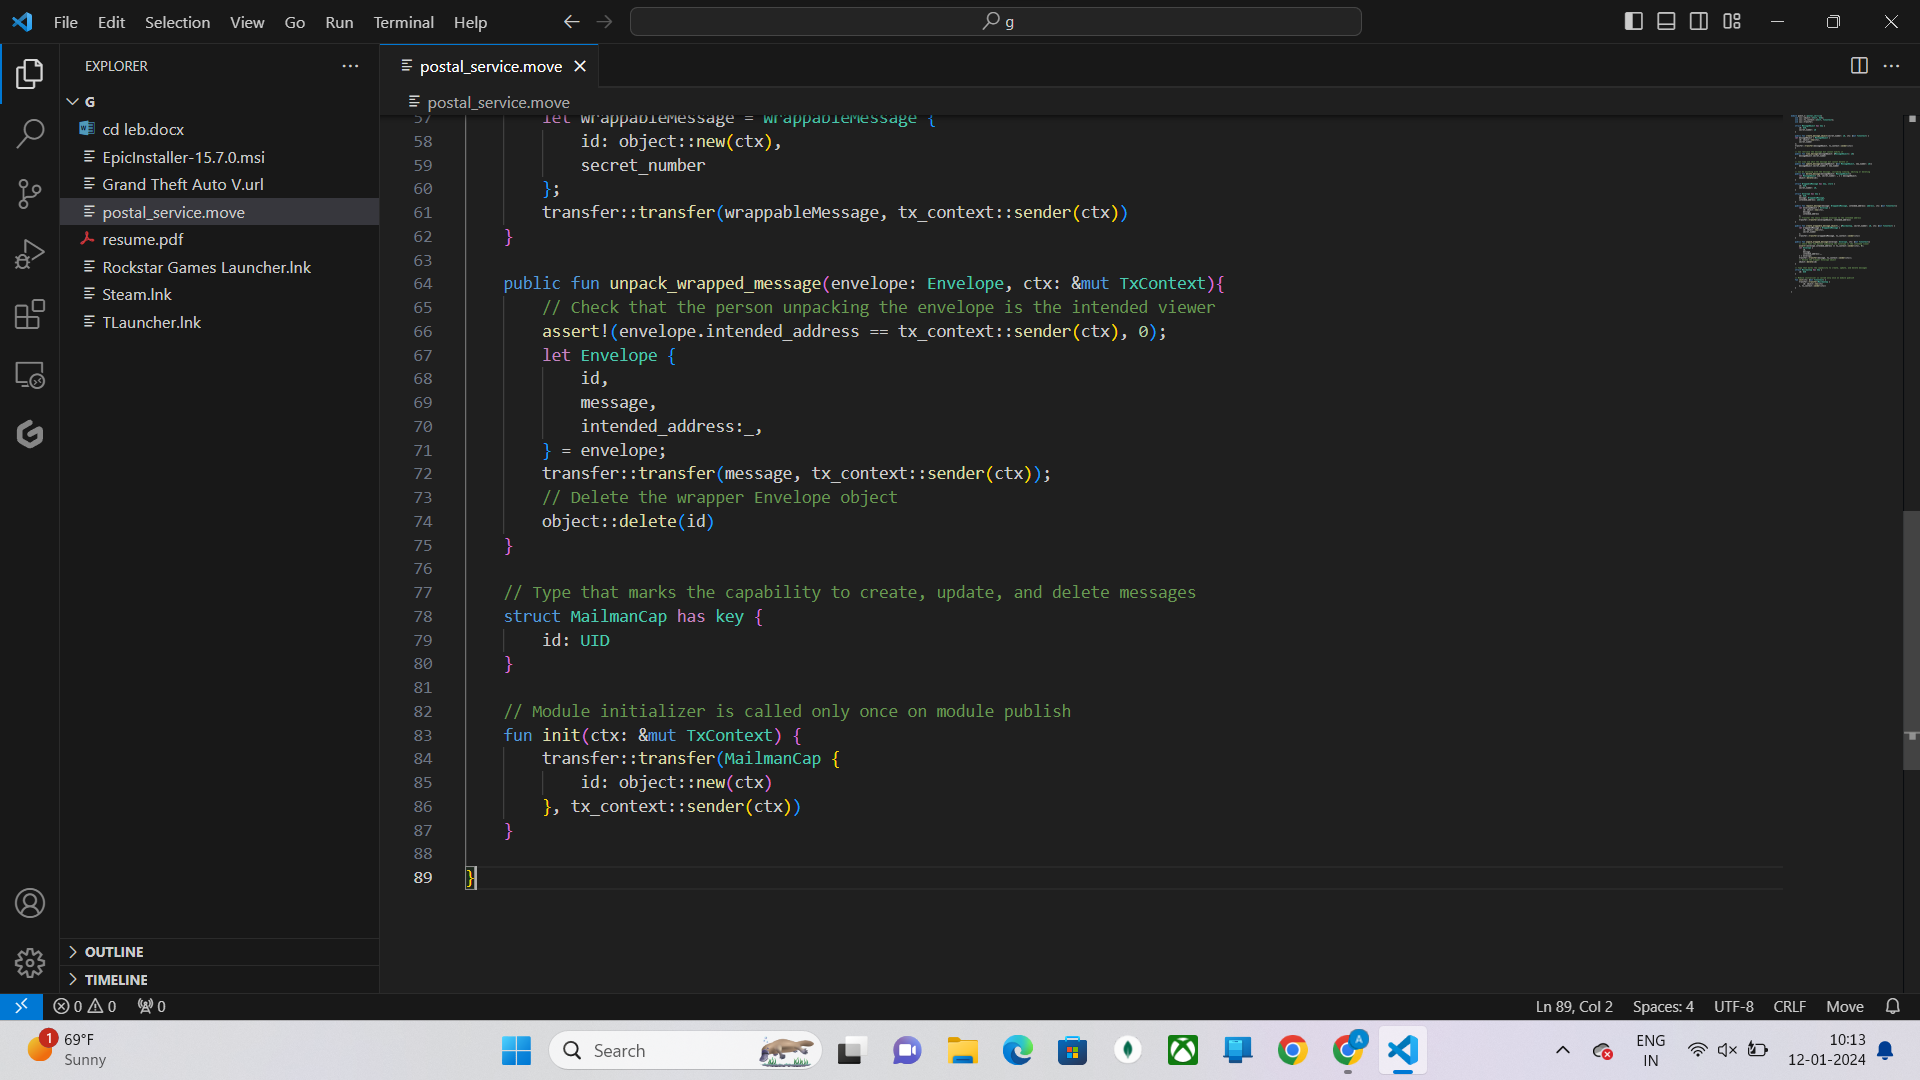 File Edit Selection View Go Run Terminal Help
g
EXPLORER
G
cd leb.docx
EpicInstaller-15.7.0.msi
Grand Theft Auto V.url
postal_service.move
resume.pdf
Rockstar Games Launcher.lnk
Steam.lnk
TLauncher.lnk
OUTLINE
TIMELINE
postal_service.move
postal_service.move
57 let wrappableMessage = WrappableMessage {
58 id: object::new(ctx),
59 secret_number
60 };
61 transfer::transfer(wrappableMessage, tx_context::sender(ctx))
62 }
63
64 public fun unpack_wrapped_message(envelope: Envelope, ctx: &mut TxContext){
65 // Check that the person unpacking the envelope is the intended viewer
66 assert!(envelope.intended_address == tx_context::sender(ctx), 0);
67 let Envelope {
68 id,
69 message,
70 intended_address:_,
71 } = envelope;
72 transfer::transfer(message, tx_context::sender(ctx));
73 // Delete the wrapper Envelope object
74 object::delete(id)
75 }
76
77 // Type that marks the capability to create, update, and delete messages
78 struct MailmanCap has key {
79 id: UID
80 }
81
82 // Module initializer is called only once on module publish
83 fun init(ctx: &mut TxContext) {
84 transfer::transfer(MailmanCap {
85 id: object::new(ctx)
86 }, tx_context::sender(ctx))
87 }
88
89 }
0 0 0
Ln 89, Col 2 Spaces: 4 UTF-8 CRLF Move
1
69°F
Sunny
Search
A
ENG
IN
10:13
12-01-2024